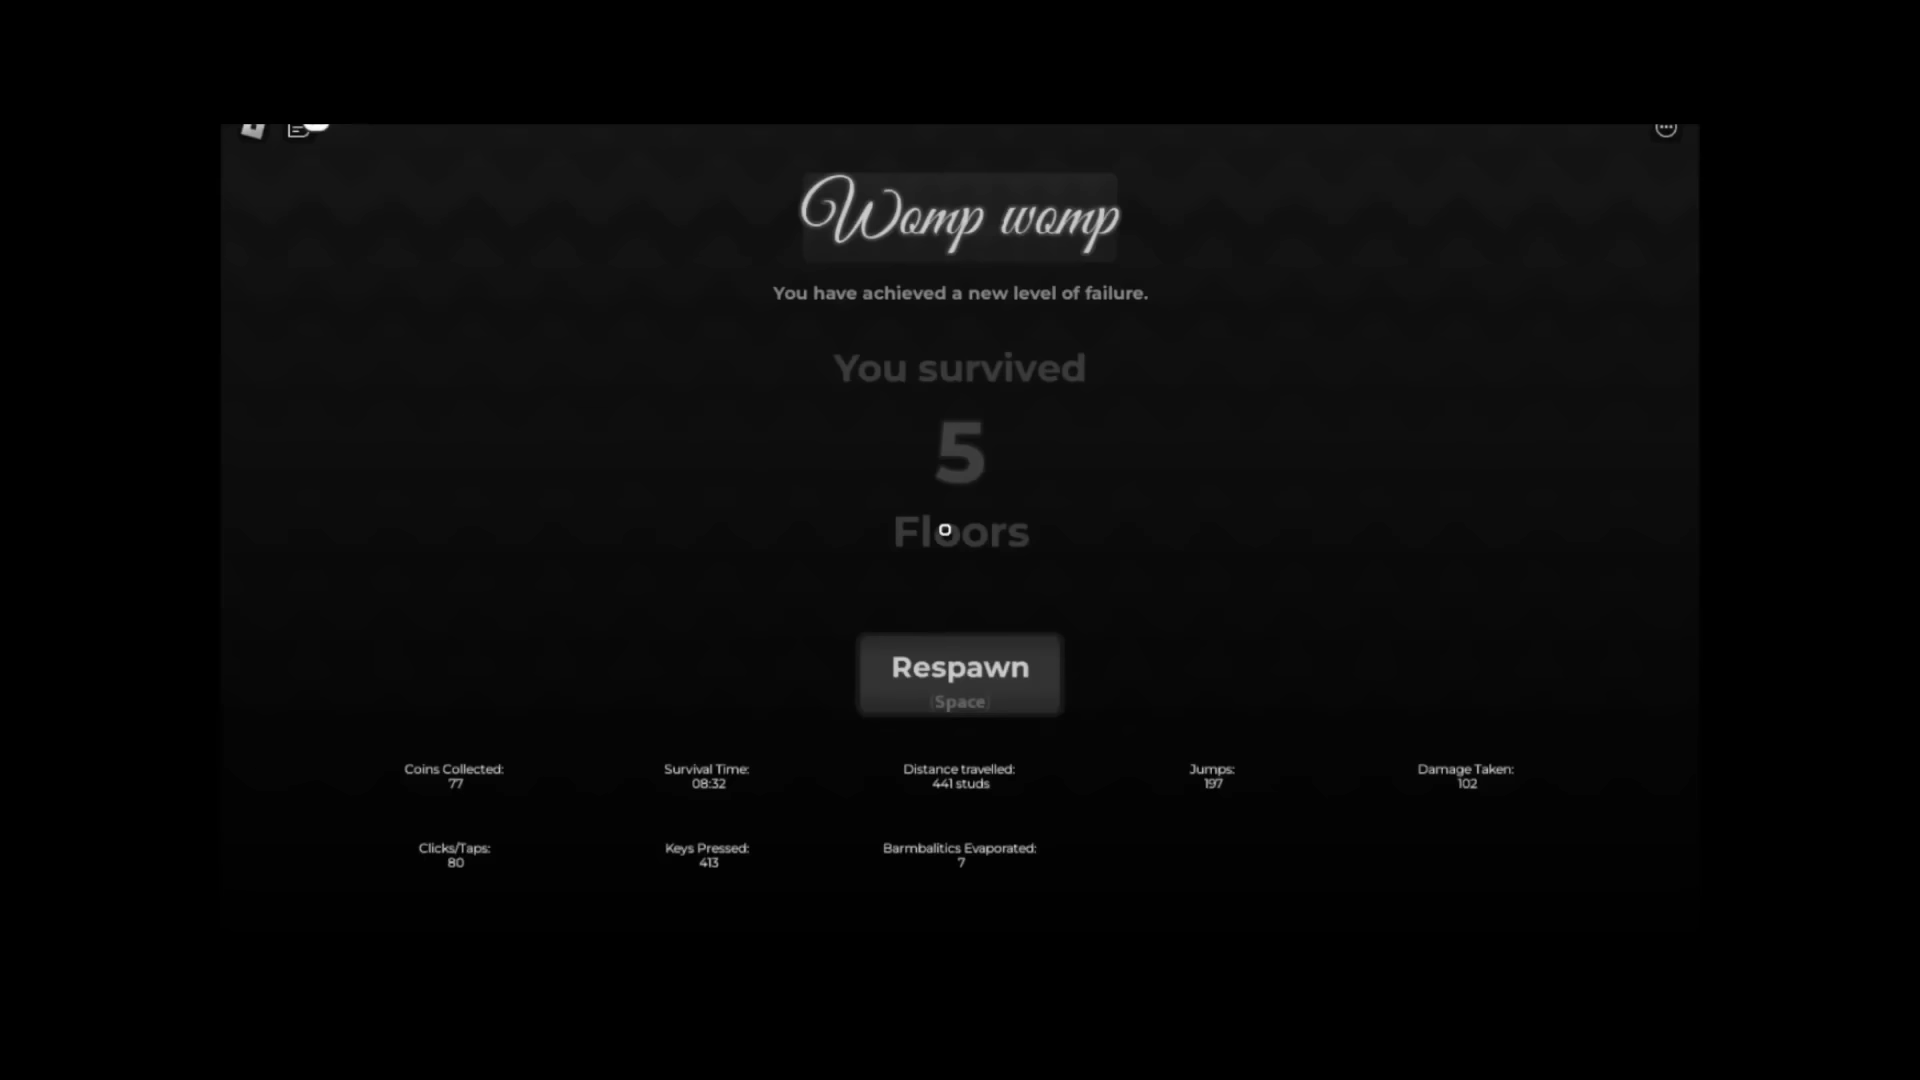 Womp womp
You have achieved a new level of failure.
You survived
5
Floors
Respawn
(Space)
Coins Collected:
77
Survival Time:
08:32
Distance travelled:
441 studs
Jumps:
197
Damage Taken:
102
Clicks/Taps:
80
Keys Pressed:
413
Barmbalitics Evaporated:
7